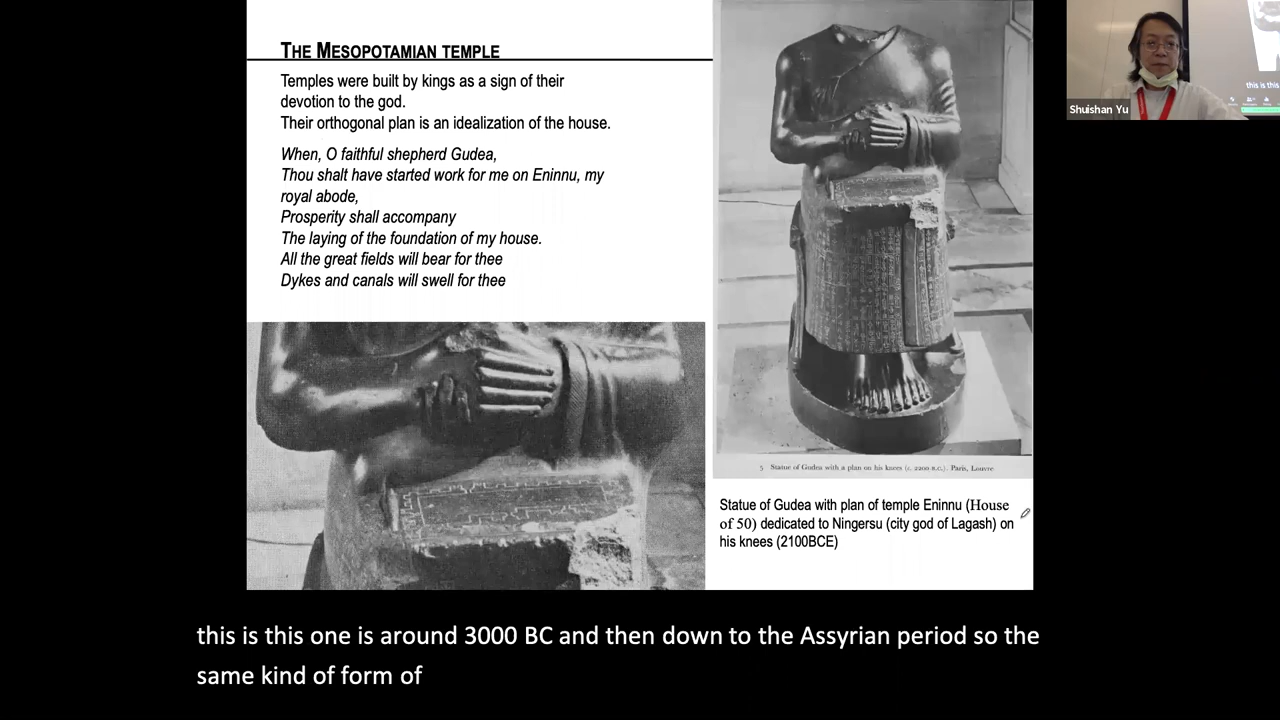 THE MESOPOTAMIAN TEMPLE
Temples were built by kings as a sign of their
devotion to the god.
Their orthogonal plan is an idealization of the house.
When, O faithful shepherd Gudea,
Thou shalt have started work for me on Eninnu, my
royal abode,
Prosperity shall accompany
The laying of the foundation of my house.
All the great fields will bear for thee
Dykes and canals will swell for thee
5 Statue of Gudea with a plan on his knees (c. 2200 B.C.). Paris, Louvre
Statue of Gudea with plan of temple Eninnu (House
of 50) dedicated to Ningersu (city god of Lagash) on
his knees (2100BCE)
Shuishan Yu
this is this
this is this one is around 3000 BC and then down to the Assyrian period so the
same kind of form of